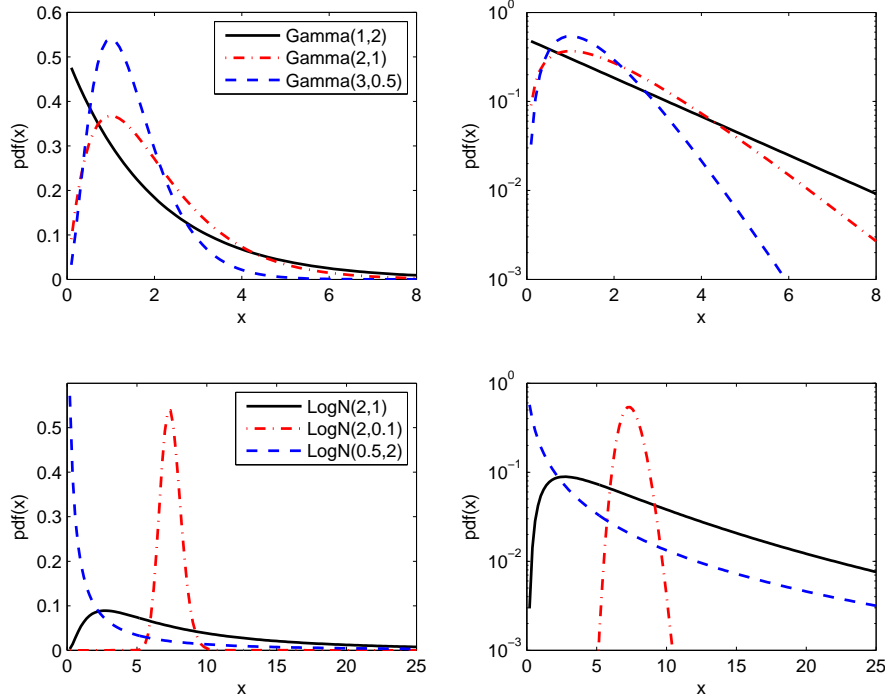 0.6
0.5
0.4
0.3
0.2
0.1
0
pdf(x)
0 2 4 6 8
x
Gamma(1,2)
Gamma(2,1)
Gamma(3,0.5)
10^0
10^-1
10^-2
10^-3
pdf(x)
0 2 4 6 8
x
0.5
0.4
0.3
0.2
0.1
0
pdf(x)
0 5 10 15 20 25
x
LogN(2,1)
LogN(2,0.1)
LogN(0.5,2)
10^0
10^-1
10^-2
10^-3
pdf(x)
0 5 10 15 20 25
x